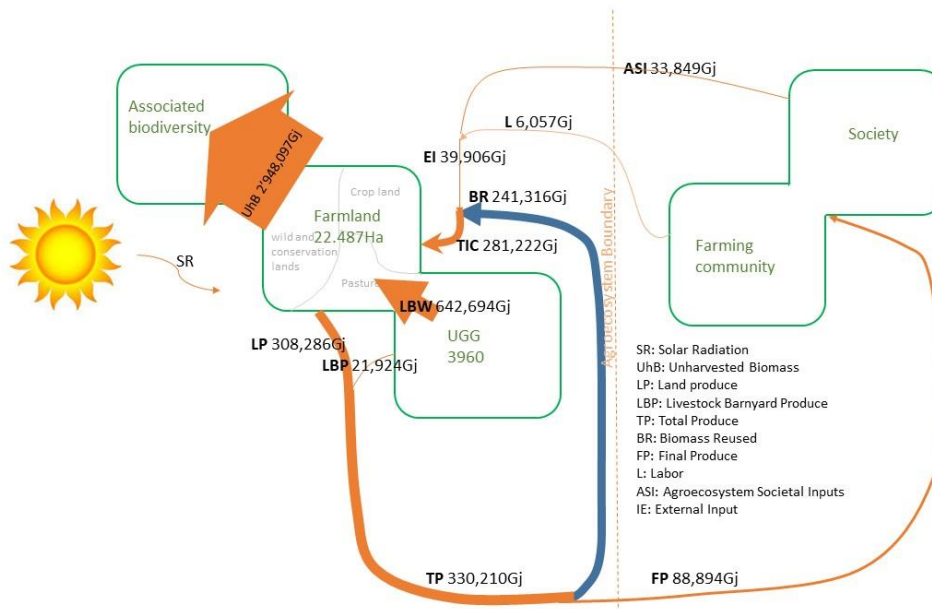 ASI 33,849Gj
Associated
biodiversity
L 6,057Gj
Society
UhB 2'948,097Gj
EI 39,906Gj
Crop land
BR 241,316Gj
Farmland
22.487Ha
wild and
conservation
lands
TIC 281,222Gj
Farming
community
SR
Pasture
LBW 642,694Gj
Agroecosystem Boundary
UGG
3960
LP 308,286Gj
LBP 21,924Gj
SR: Solar Radiation
UhB: Unharvested Biomass
LP: Land produce
LBP: Livestock Barnyard Produce
TP: Total Produce
BR: Biomass Reused
FP: Final Produce
L: Labor
ASI: Agroecosystem Societal Inputs
IE: External Input
TP 330,210Gj
FP 88,894Gj